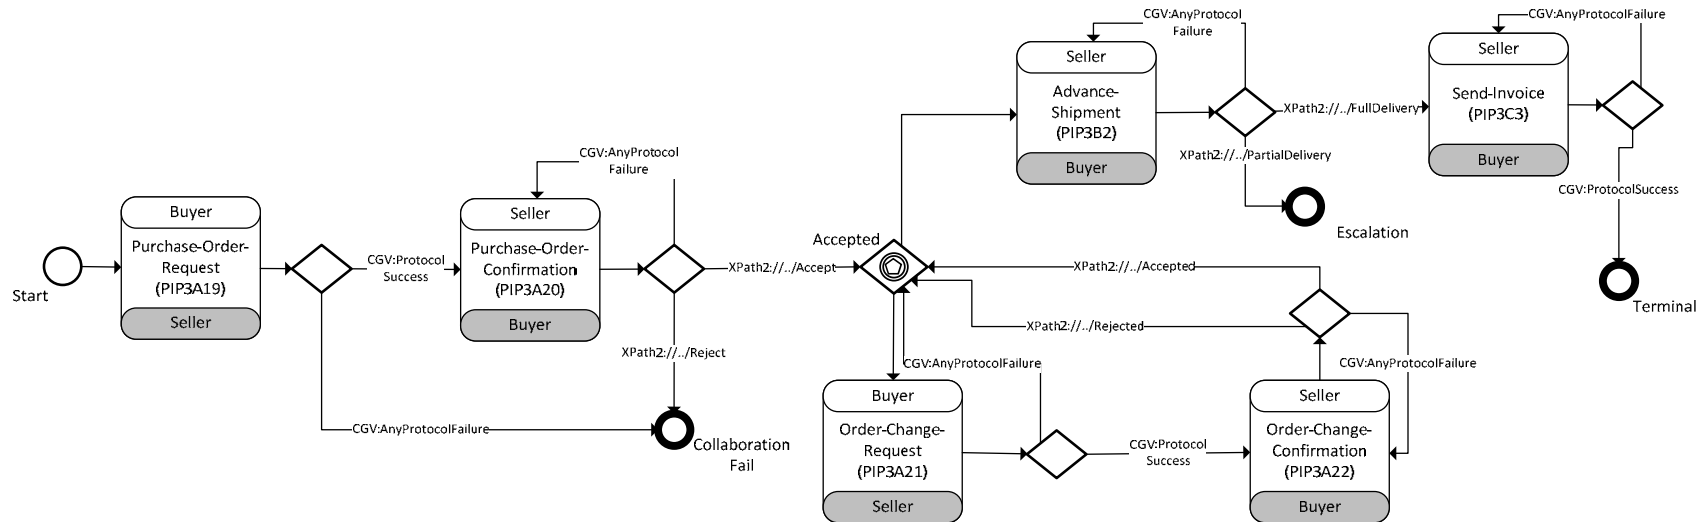 Start
Buyer
Purchase-Order-
Request
(PIP3A19)
Seller
CGV:Protocol
Success
CGV:AnyProtocolFailure
Seller
Purchase-Order-
Confirmation
(PIP3A20)
Buyer
CGV:AnyProtocol
Failure
XPath2://../Accept
XPath2://../Reject
Collaboration
Fail
Accepted
Seller
Advance-
Shipment
(PIP3B2)
Buyer
CGV:AnyProtocol
Failure
XPath2://../FullDelivery
XPath2://../PartialDelivery
Escalation
Seller
Send-Invoice
(PIP3C3)
Buyer
CGV:AnyProtocolFailure
CGV:ProtocolSuccess
Terminal
XPath2://../Accepted
XPath2://../Rejected
CGV:AnyProtocolFailure
Buyer
Order-Change-
Request
(PIP3A21)
Seller
CGV:Protocol
Success
CGV:AnyProtocolFailure
Seller
Order-Change-
Confirmation
(PIP3A22)
Buyer